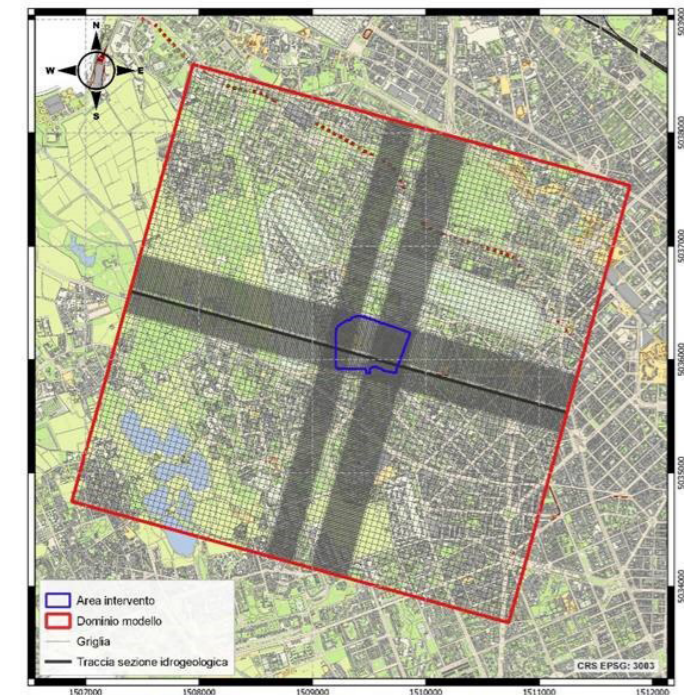 N
W E
S
5039000
5038000
5037000
5036000
5035000
5034000
Area intervento
Dominio modello
Griglia
Traccia sezione idrogeologica
CRS EPSG: 3003
1507000 1508000 1509000 1510000 1511000 1512000